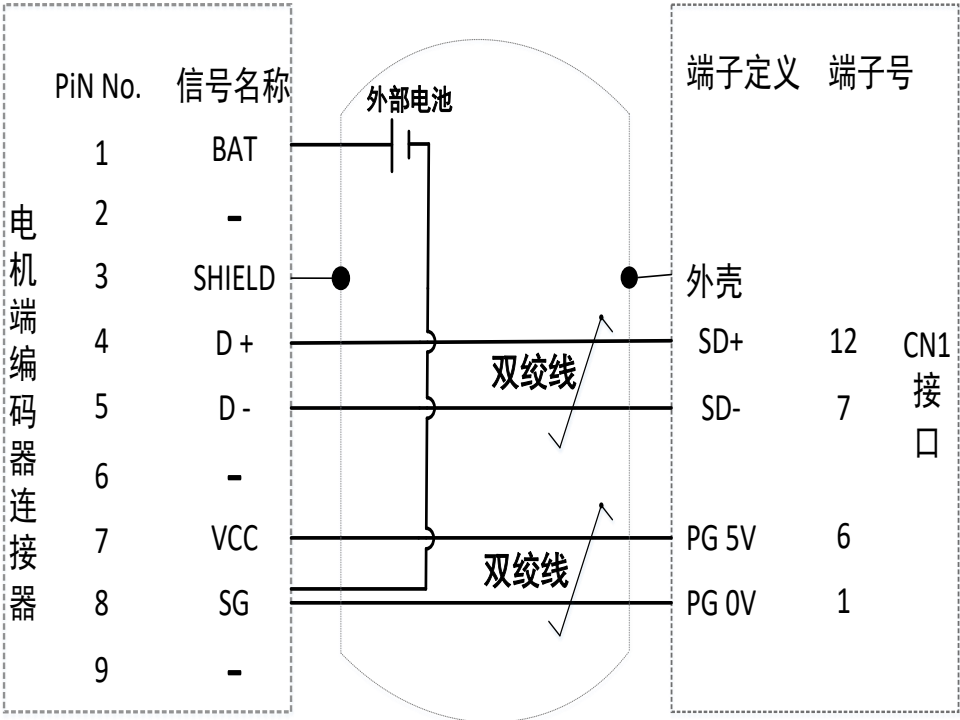 PiN No. 信号名称 端子定义 端子号
外部电池
1 BAT
2 -
3 SHIELD 外壳
4 D + SD+ 12
双绞线
5 D - SD- 7
6 -
7 VCC PG 5V 6
双绞线
8 SG PG 0V 1
9 -
电机端编码器连接器
CN1
接
口